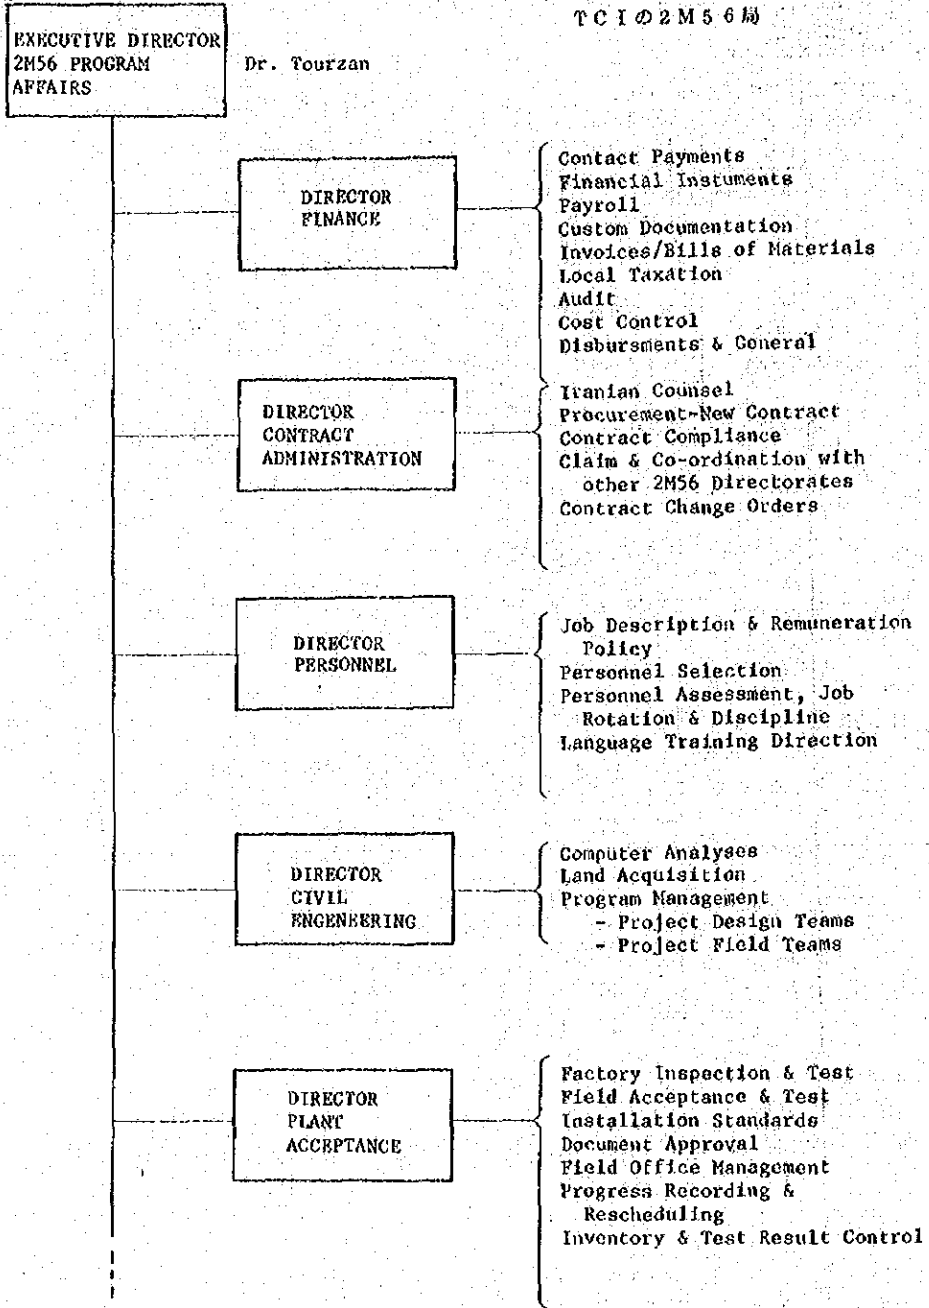 TCIの2M56局
EXECUTIVE DIRECTOR
2M56 PROGRAM
AFFAIRS
Dr. Tourzan
DIRECTOR
FINANCE
Contact Payments
Financial Instuments
Payroll
Custom Documentation
Invoices/Bills of Materials
Local Taxation
Audit
Cost Control
Disbursments & General
DIRECTOR
CONTRACT
ADMINISTRATION
Iranian Counsel
Procurement-New Contract
Contract Compliance
Claim & Co-ordination with
other 2M56 Directorates
Contract Change Orders
DIRECTOR
PERSONNEL
Job Description & Remuneration
Policy
Personnel Selection
Personnel Assessment, Job
Rotation & Discipline
Language Training Direction
DIRECTOR
CIVIL
ENGENEERING
Computer Analyses
Land Acquisition
Program Management
- Project Design Teams
- Project Field Teams
DIRECTOR
PLANT
ACCEPTANCE
Factory Inspection & Test
Field Acceptance & Test
Installation Standards
Document Approval
Field Office Management
Progress Recording &
Rescheduling
Inventory & Test Result Control